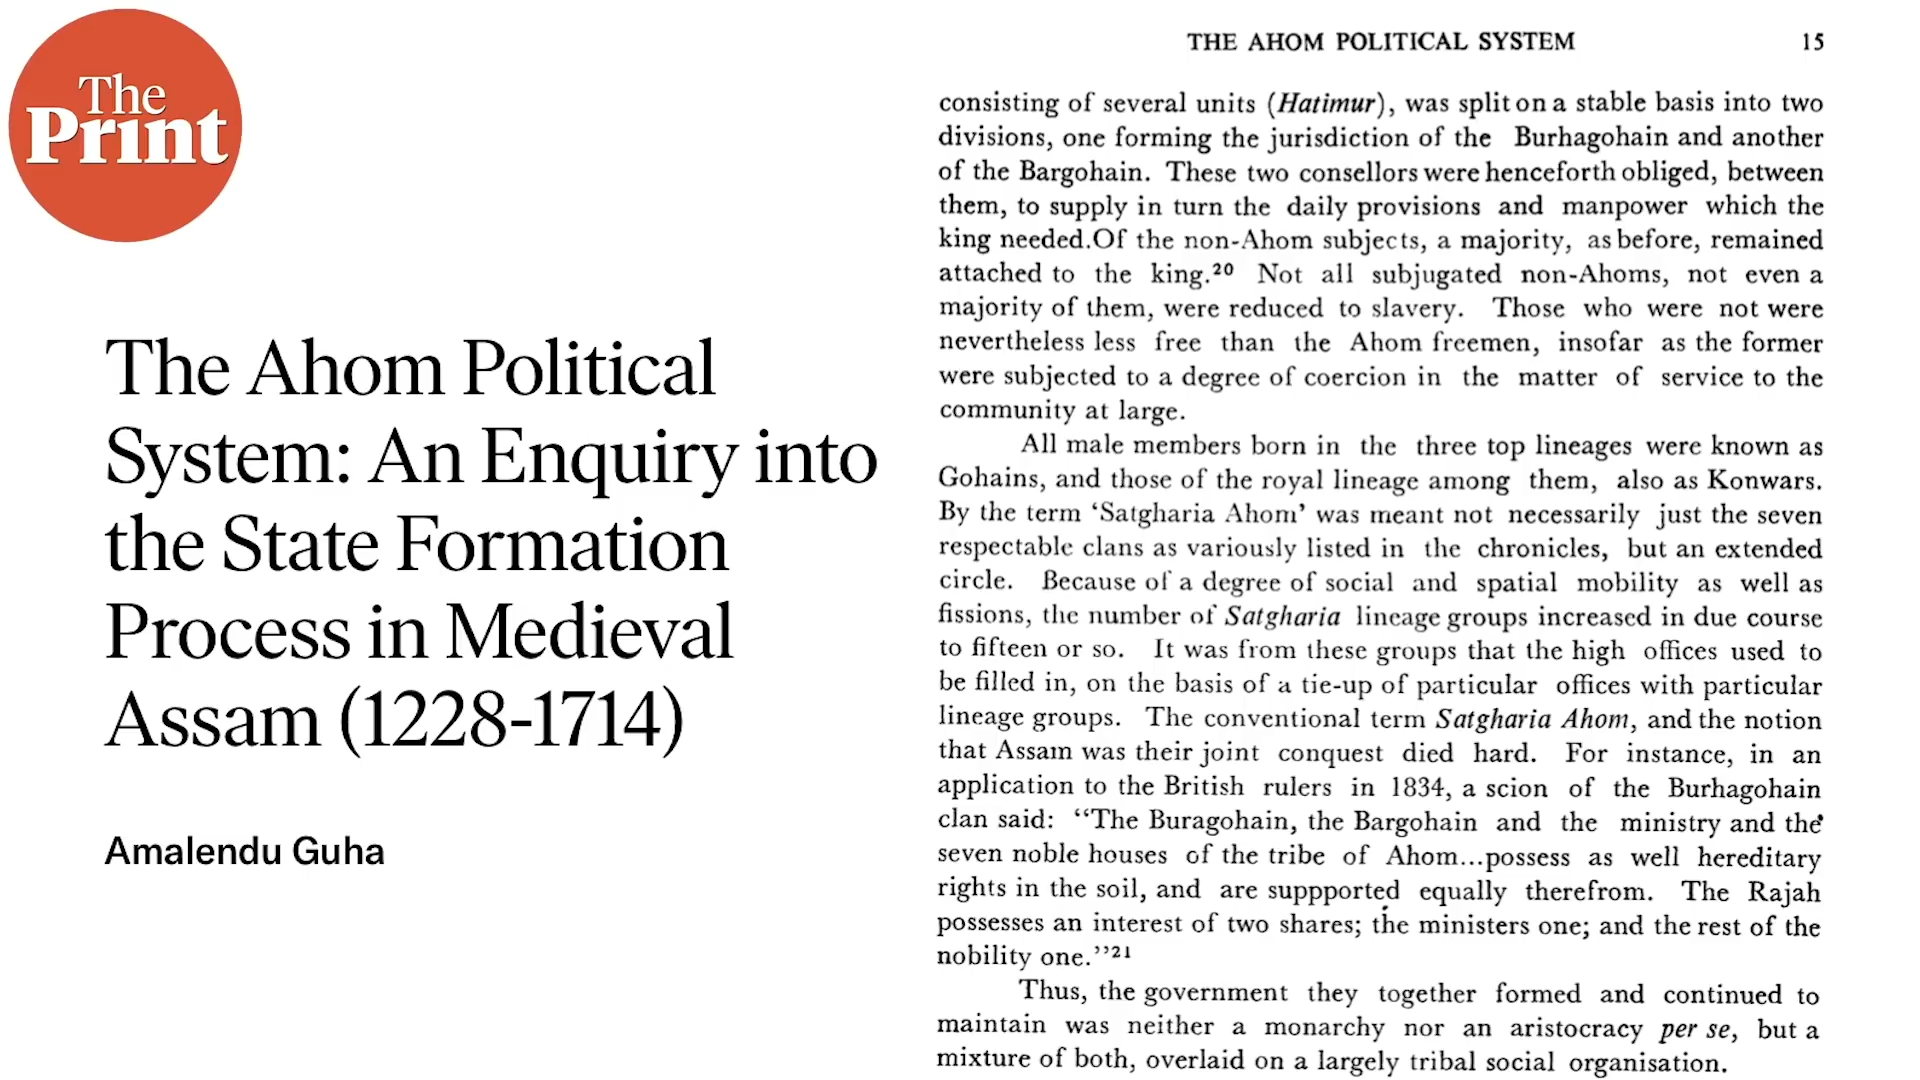 The
Print
The Ahom Political
System: An Enquiry into
the State Formation
Process in Medieval
Assam (1228-1714)
Amalendu Guha
THE AHOM POLITICAL SYSTEM 15
consisting of several units (Hatimur), was split on a stable basis into two
divisions, one forming the jurisdiction of the Burhagohain and another
of the Bargohain. These two consellors were henceforth obliged, between
them, to supply in turn the daily provisions and manpower which the
king needed.Of the non-Ahom subjects, a majority, as before, remained
attached to the king.20 Not all subjugated non-Ahoms, not even a
majority of them, were reduced to slavery. Those who were not were
nevertheless less free than the Ahom freemen, insofar as the former
were subjected to a degree of coercion in the matter of service to the
community at large.
All male members born in the three top lineages were known as
Gohains, and those of the royal lineage among them, also as Konwars.
By the term ‘Satgharia Ahom’ was meant not necessarily just the seven
respectable clans as variously listed in the chronicles, but an extended
circle. Because of a degree of social and spatial mobility as well as
fissions, the number of Satgharia lineage groups increased in due course
to fifteen or so. It was from these groups that the high offices used to
be filled in, on the basis of a tie-up of particular offices with particular
lineage groups. The conventional term Satgharia Ahom, and the notion
that Assam was their joint conquest died hard. For instance, in an
application to the British rulers in 1834, a scion of the Burhagohain
clan said: “The Buragohain, the Bargohain and the ministry and the
seven noble houses of the tribe of Ahom...possess as well hereditary
rights in the soil, and are suppported equally therefrom. The Rajah
possesses an interest of two shares; the ministers one; and the rest of the
nobility one.”21
Thus, the government they together formed and continued to
maintain was neither a monarchy nor an aristocracy per se, but a
mixture of both, overlaid on a largely tribal social organisation.